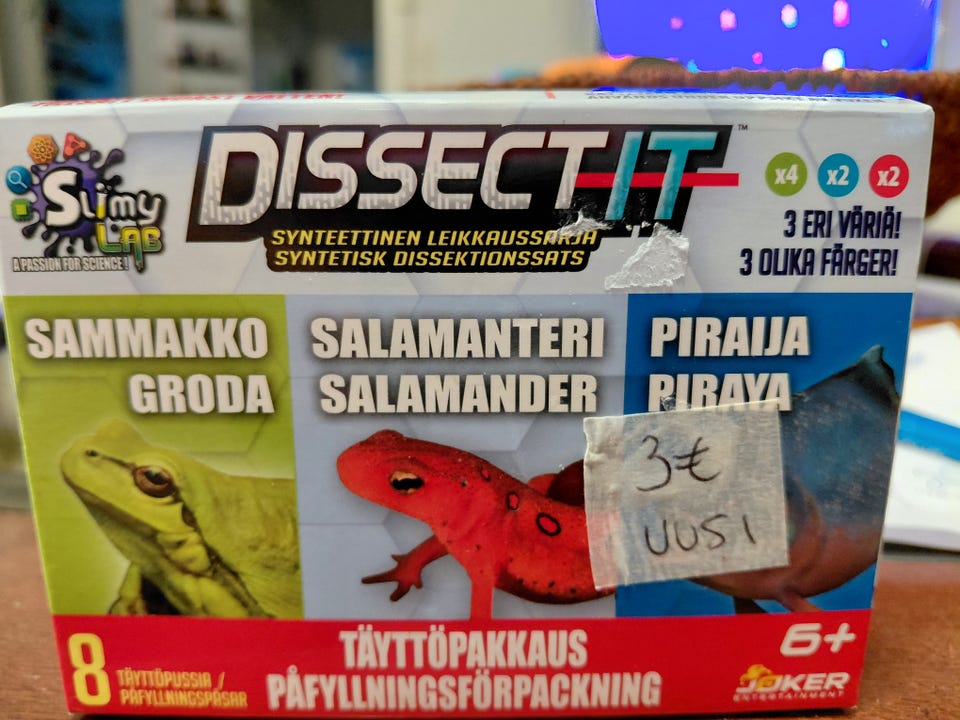 Slimy
LAB
A PASSION FOR SCIENCE!
DISSECT IT™
SYNTEETTINEN LEIKKAUSSARJA
SYNTETISK DISSEKTIONSSATS
x4 x2 x2
3 ERI VÄRIÄ!
3 OLIKA FÄRGER!
SAMMAKKO
GRODA
SALAMANTERI
SALAMANDER
PIRAIJA
PIRAYA
3€
UUSI
8 TÄYTTÖPUSSIA /
PÅFYLLNINGSPÅSAR
TÄYTTÖPAKKAUS
PÅFYLLNINGSFÖRPACKNING
6+
JOKER
ENTERTAINMENT